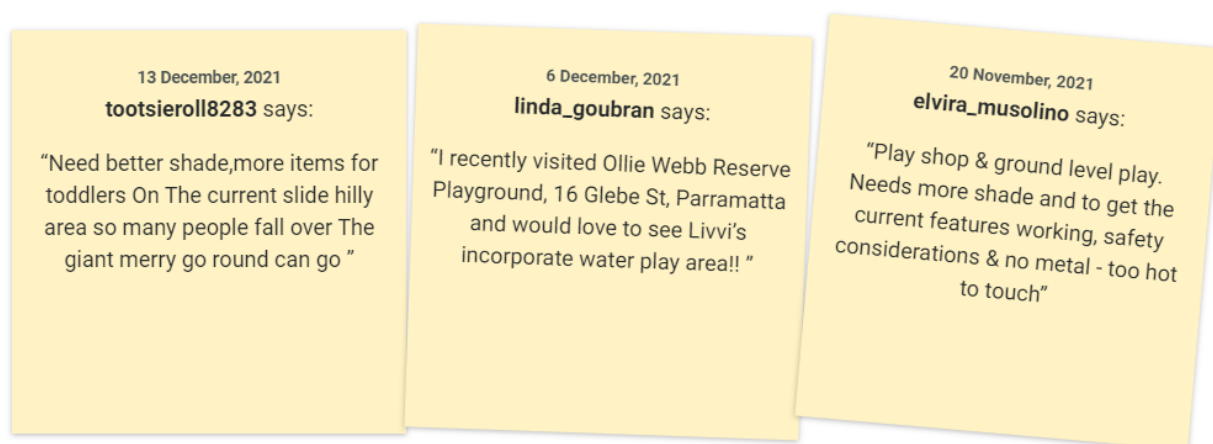 13 December, 2021
tootsieroll8283 says:
“Need better shade,more items for
toddlers On The current slide hilly
area so many people fall over The
giant merry go round can go ”
6 December, 2021
linda_goubran says:
“I recently visited Ollie Webb Reserve
Playground, 16 Glebe St, Parramatta
and would love to see Livvi’s
incorporate water play area!! ”
20 November, 2021
elvira_musolino says:
“Play shop & ground level play.
Needs more shade and to get the
current features working, safety
considerations & no metal - too hot
to touch”